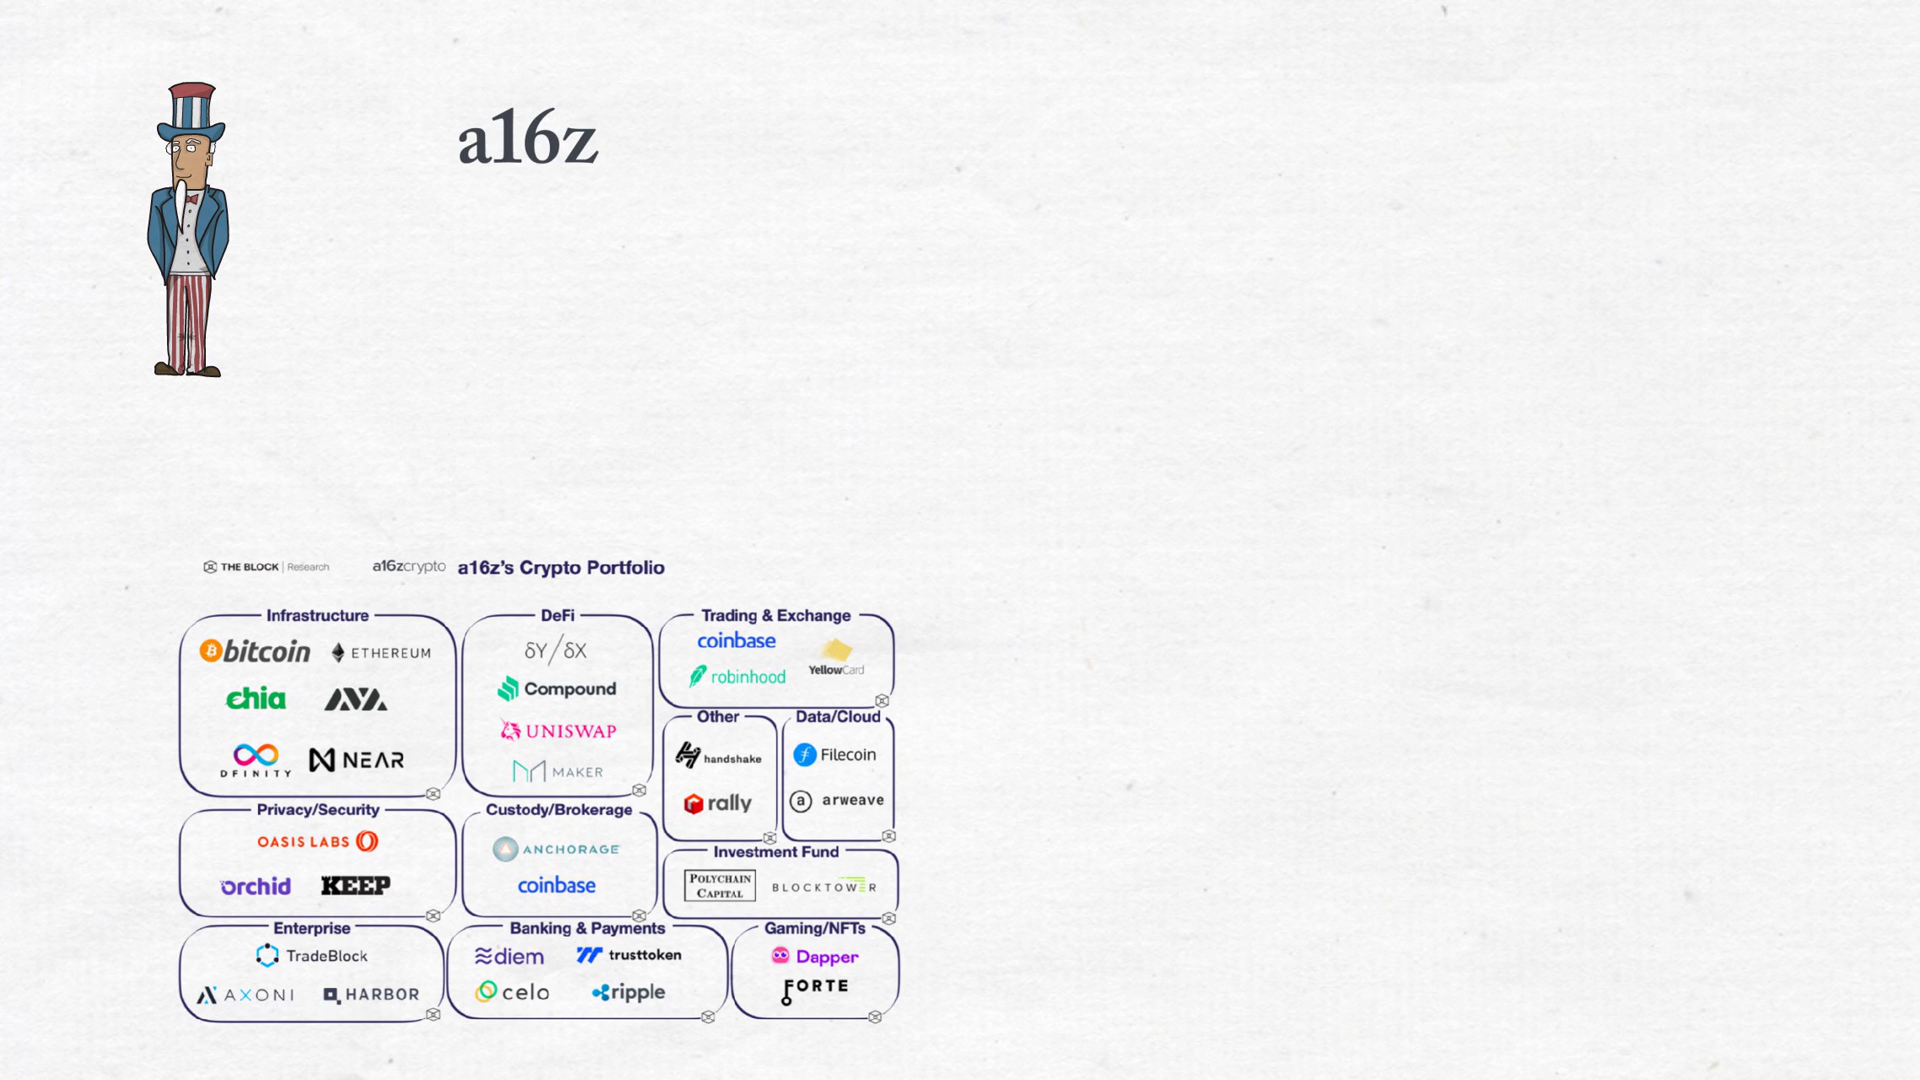 a16z
THE BLOCK | Research
a16zcrypto
a16z's Crypto Portfolio
Infrastructure
bitcoin
ETHEREUM
chia
AVA
DFINITY
NEAR
DeFi
δY/δX
Compound
UNISWAP
MAKER
Trading & Exchange
coinbase
robinhood
YellowCard
Other
handshake
rally
Data/Cloud
Filecoin
arweave
Privacy/Security
OASIS LABS
orchid
KEEP
Custody/Brokerage
ANCHORAGE
coinbase
Investment Fund
POLYCHAIN
CAPITAL
BLOCKTOWER
Enterprise
TradeBlock
AXONI
HARBOR
Banking & Payments
diem
trusttoken
celo
ripple
Gaming/NFTs
Dapper
FORTE